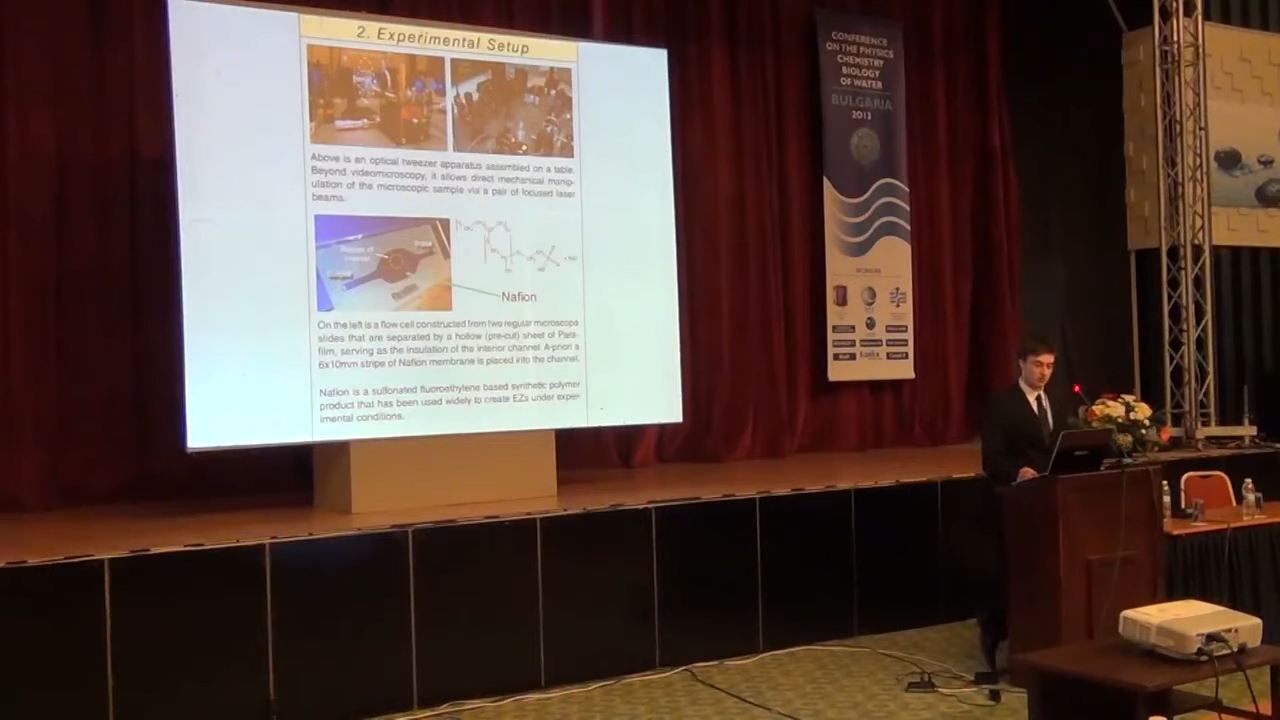 2. Experimental Setup
Above is an optical tweezer apparatus assembled on a table.
Beyond videomicroscopy, it allows direct mechanical manip-
ulation of the microscopic sample via a pair of focused laser
beams.
Nafion
On the left is a flow cell constructed from two regular microscope
slides that are separated by a hollow (pre-cut) sheet of Para-
film, serving as the insulation of the interior channel. A-priori a
6x10mm stripe of Nafion membrane is placed into the channel.
Nafion is a sulfonated fluoroethylene based synthetic polymer
product that has been used widely to create EZs under exper-
imental conditions.
CONFERENCE
ON THE PHYSICS
CHEMISTRY
BIOLOGY
OF WATER
BULGARIA
2013